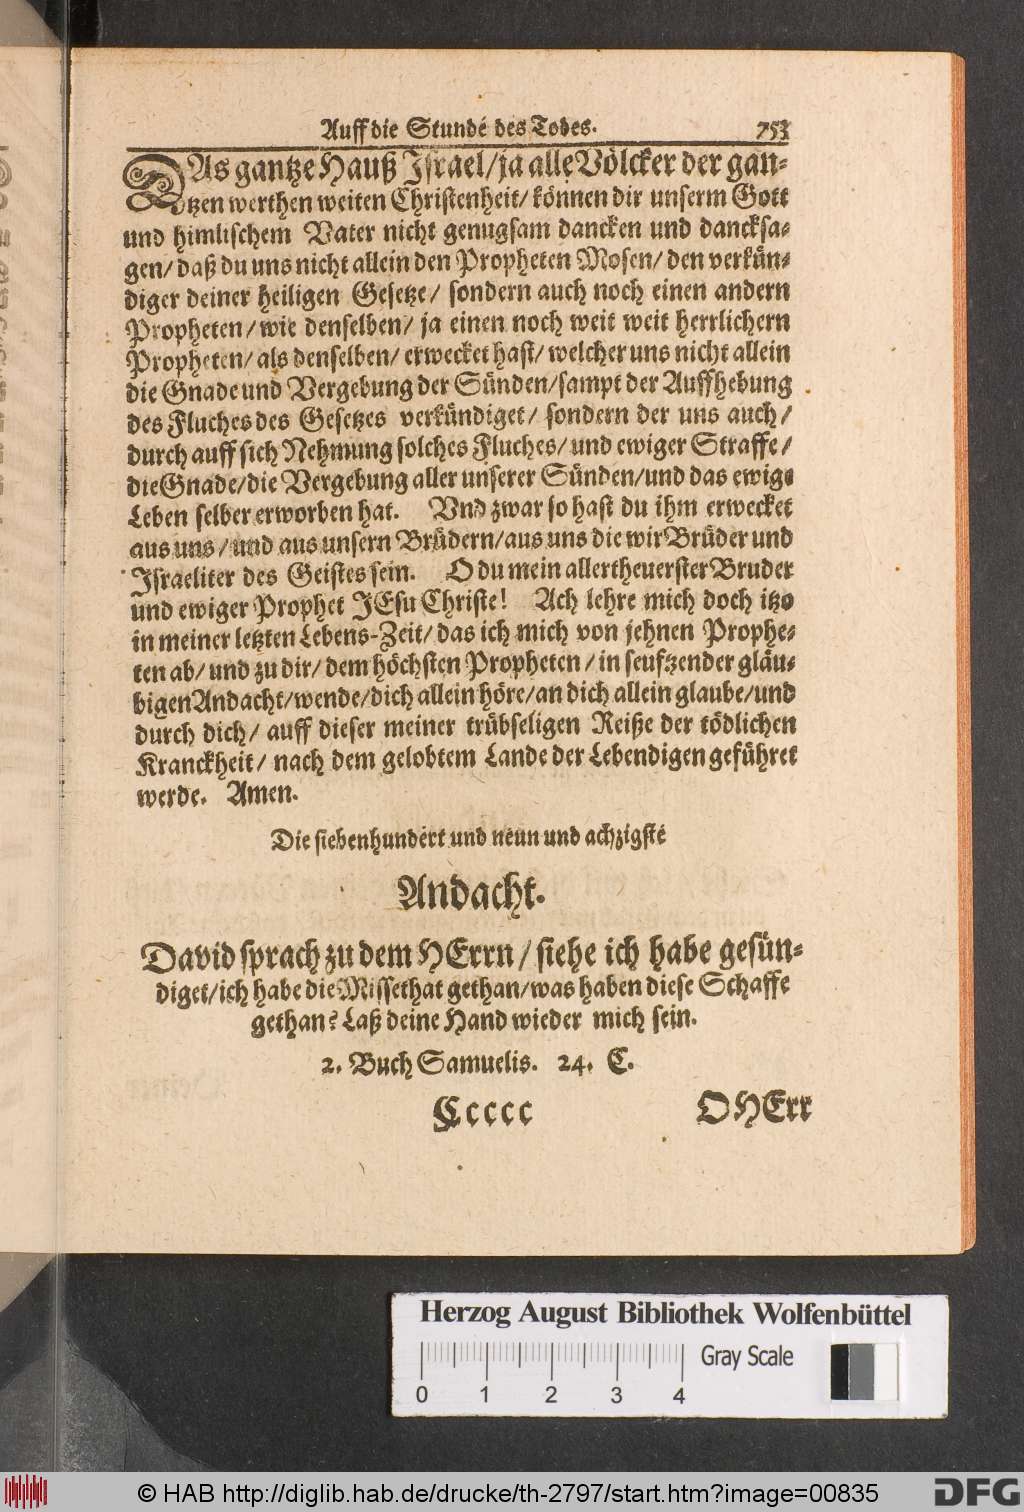 Auff die Stunde des Todes. 753
DAs gantze Hauß Israel/ja alle Völcker der gan-
tzen werthen weiten Christenheit/ können dir unserm Gott
und himlischem Vater nicht genugsam dancken und dancksa-
gen/ daß du uns nicht allein den Propheten Mosen/ den verkün-
diger deiner heiligen Gesetze/ sondern auch noch einen andern
Propheten/ wie denselben/ ja einen noch weit weit herrlichern
Propheten/ als denselben/ erwecket hast/ welcher uns nicht allein
die Gnade und Vergebung der Sünden/sampt der Auffhebung
des Fluches des Gesetzes verkündiget/ sondern der uns auch/
durch auff sich Nehmung solches Fluches/ und ewiger Straffe/
die Gnade/die Vergebung aller unserer Sünden/und das ewige
Leben selber erworben hat. Vnd zwar so hast du ihm erwecket
aus uns/ und aus unsern Brüdern/aus uns die wir Brüder und
Israeliter des Geistes sein. O du mein allertheuerster Bruder
und ewiger Prophet JEsu Christe! Ach lehre mich doch itzo
in meiner letzten Lebens-Zeit/ das ich mich von jehnen Prophe-
ten ab/ und zu dir/ dem höchsten Propheten/ in seuftzender gläu-
bigen Andacht/wende/dich allein höre/an dich allein glaube/und
durch dich/ auff dieser meiner trübseligen Reiße der tödlichen
Kranckheit/ nach dem gelobtem Lande der Lebendigen geführet
werde. Amen.
Die siebenhundert und neun und achzigste
Andacht.
David sprach zu dem HErrn/ siehe ich habe gesün-
diget/ich habe die Missethat gethan/was haben diese Schaffe
gethan? Laß deine Hand wieder mich sein.
2. Buch Samuelis. 24. C.
Ccccc O HErr
Herzog August Bibliothek Wolfenbüttel
Gray Scale
0 1 2 3 4
© HAB http://diglib.hab.de/drucke/th-2797/start.htm?image=00835
DFG